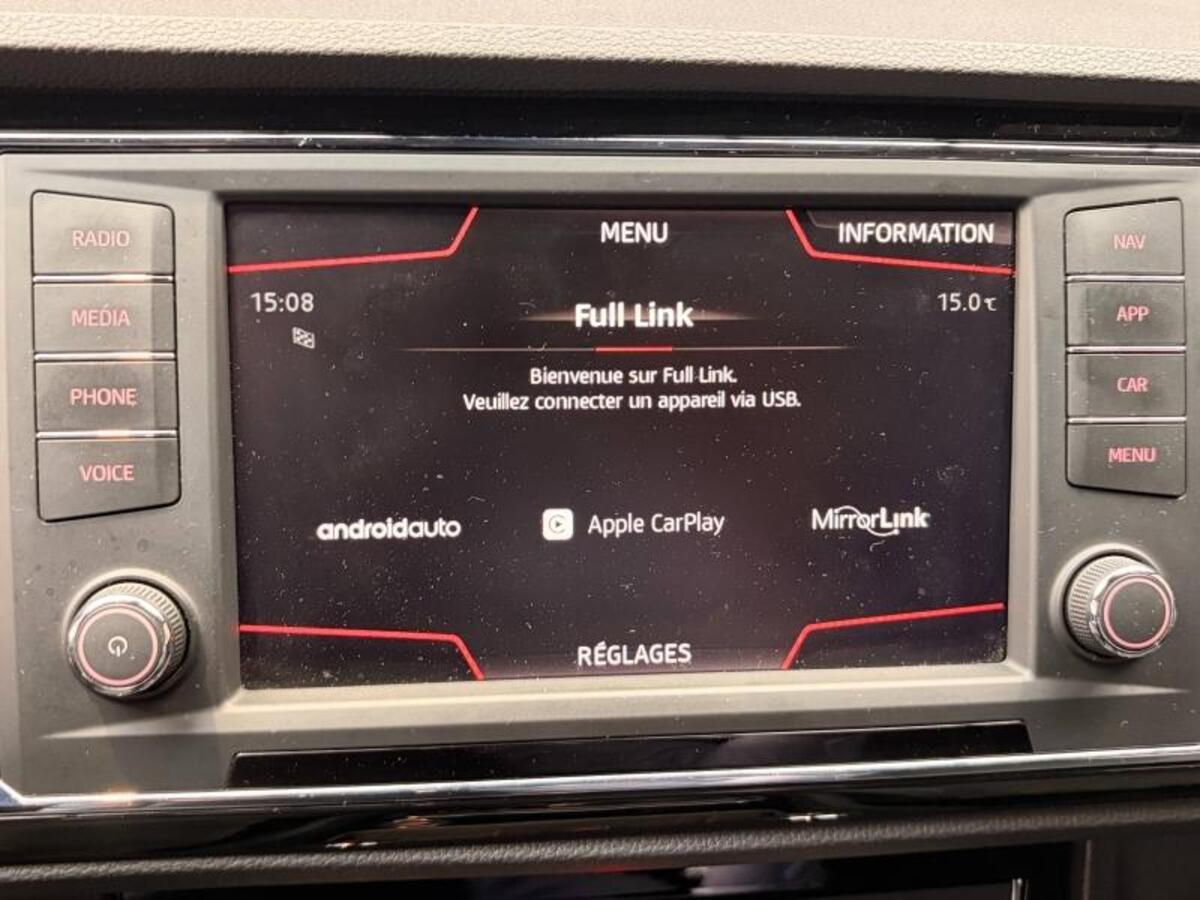 RADIO
MEDIA
PHONE
VOICE
MENU
INFORMATION
15:08
15.0 °C
Full Link
Bienvenue sur Full Link.
Veuillez connecter un appareil via USB.
androidauto
Apple CarPlay
MirrorLink
RÉGLAGES
NAV
APP
CAR
MENU